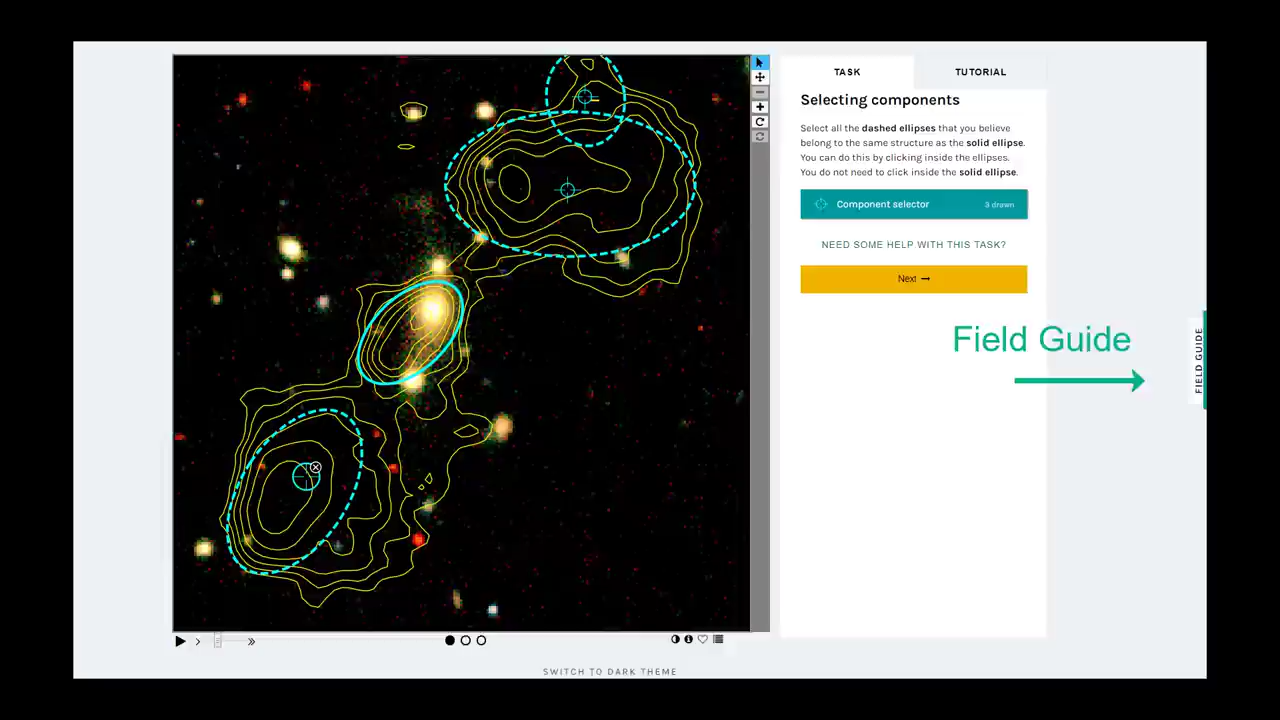 TASK
TUTORIAL
Selecting components
Select all the dashed ellipses that you believe
belong to the same structure as the solid ellipse.
You can do this by clicking inside the ellipses.
You do not need to click inside the solid ellipse.
Component selector
3 drawn
NEED SOME HELP WITH THIS TASK?
Next →
Field Guide
FIELD GUIDE
SWITCH TO DARK THEME